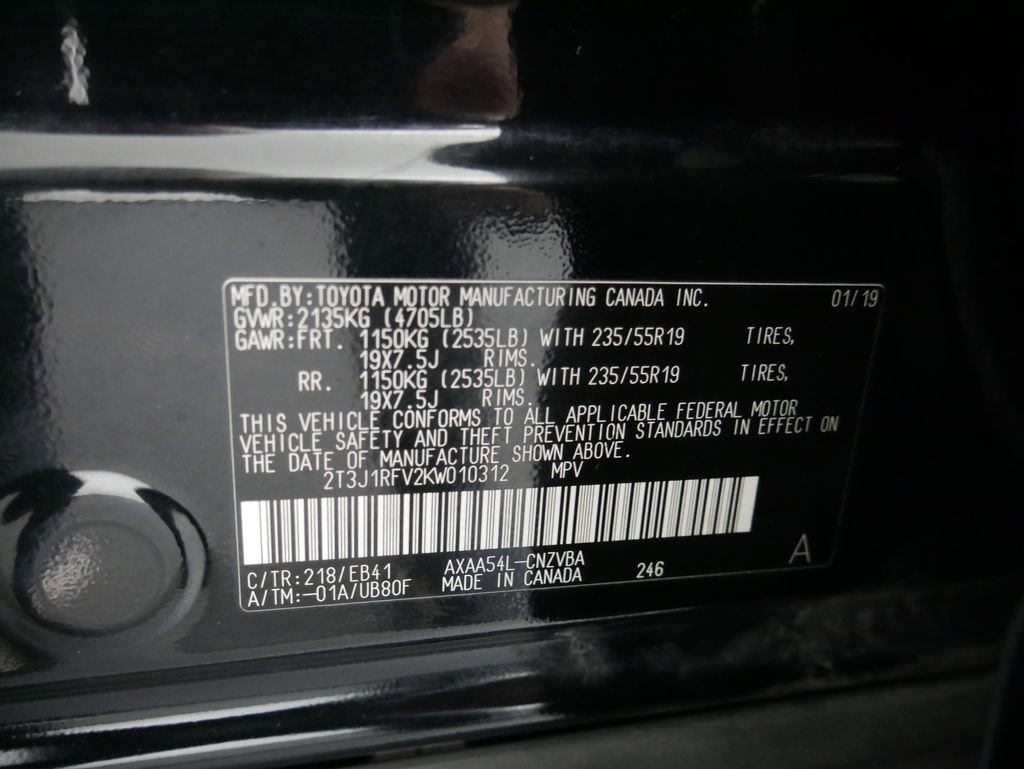 MFD.BY:TOYOTA MOTOR MANUFACTURING CANADA INC. 01/19
GVWR:2135KG (4705LB)
GAWR:FRT. 1150KG (2535LB) WITH 235/55R19 TIRES,
19X7.5J RIMS.
RR. 1150KG (2535LB) WITH 235/55R19 TIRES,
19X7.5J RIMS.
THIS VEHICLE CONFORMS TO ALL APPLICABLE FEDERAL MOTOR
VEHICLE SAFETY AND THEFT PREVENTION STANDARDS IN EFFECT ON
THE DATE OF MANUFACTURE SHOWN ABOVE.
2T3J1RFV2KW010312 MPV
C/TR:218/EB41 AXAA54L-CNZVBA 246 A
A/TM:-01A/UB80F MADE IN CANADA